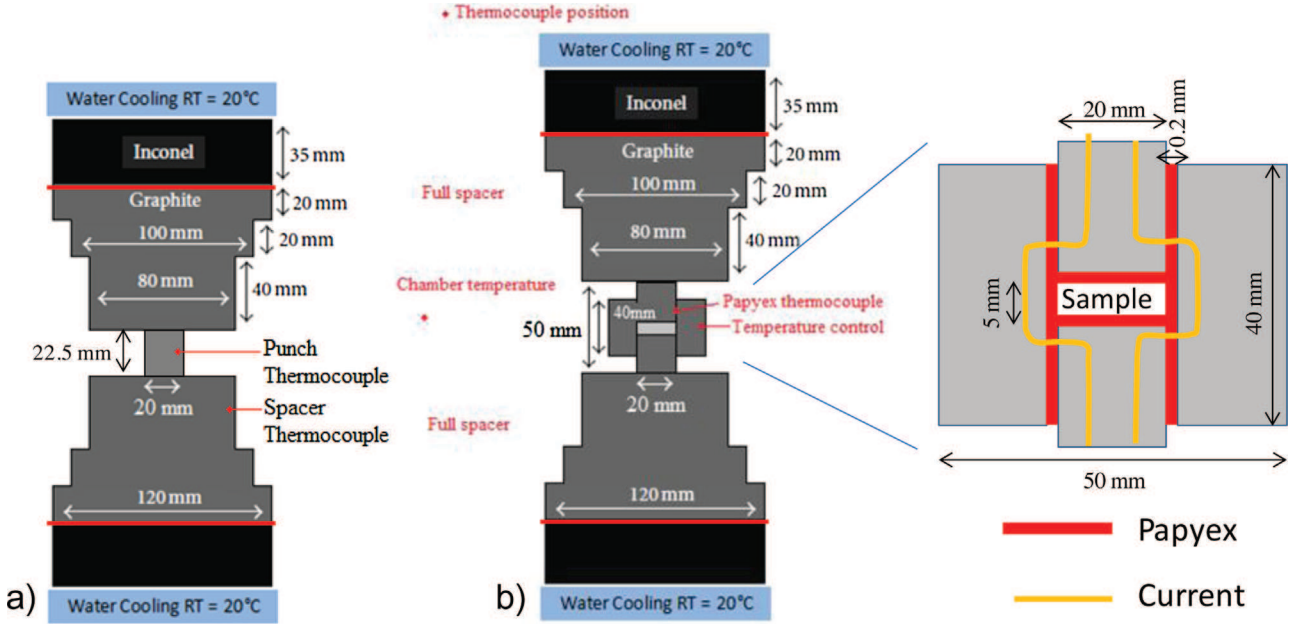 Water Cooling RT = 20°C
Inconel
35 mm
Graphite
20 mm
100 mm
20 mm
80 mm
40 mm
22.5 mm
Punch
Thermocouple
20 mm
Spacer
Thermocouple
120 mm
a)
Water Cooling RT = 20°C
Thermocouple position
Water Cooling RT = 20°C
Inconel
35 mm
Graphite
20 mm
Full spacer
100 mm
20 mm
80 mm
40 mm
Chamber temperature
Papyex thermocouple
40mm
50 mm
Temperature control
20 mm
Full spacer
120 mm
b)
Water Cooling RT = 20°C
20 mm
0.2 mm
Sample
5 mm
40 mm
50 mm
Papyex
Current